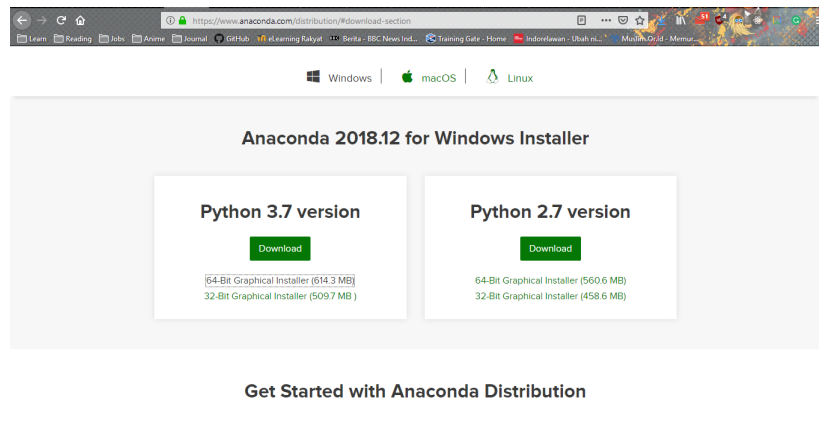 https://www.anaconda.com/distribution/#download-section
Learn Reading Jobs Anime Journal GitHub eLearning Rakyat Berita - BBC News Ind... Training Gate - Home Indorelawan - Ubah ni... Muslim.Or.id - Memur...
Windows macOS Linux
Anaconda 2018.12 for Windows Installer
Python 3.7 version
Download
64-Bit Graphical Installer (614.3 MB)
32-Bit Graphical Installer (509.7 MB )
Python 2.7 version
Download
64-Bit Graphical Installer (560.6 MB)
32-Bit Graphical Installer (458.6 MB)
Get Started with Anaconda Distribution